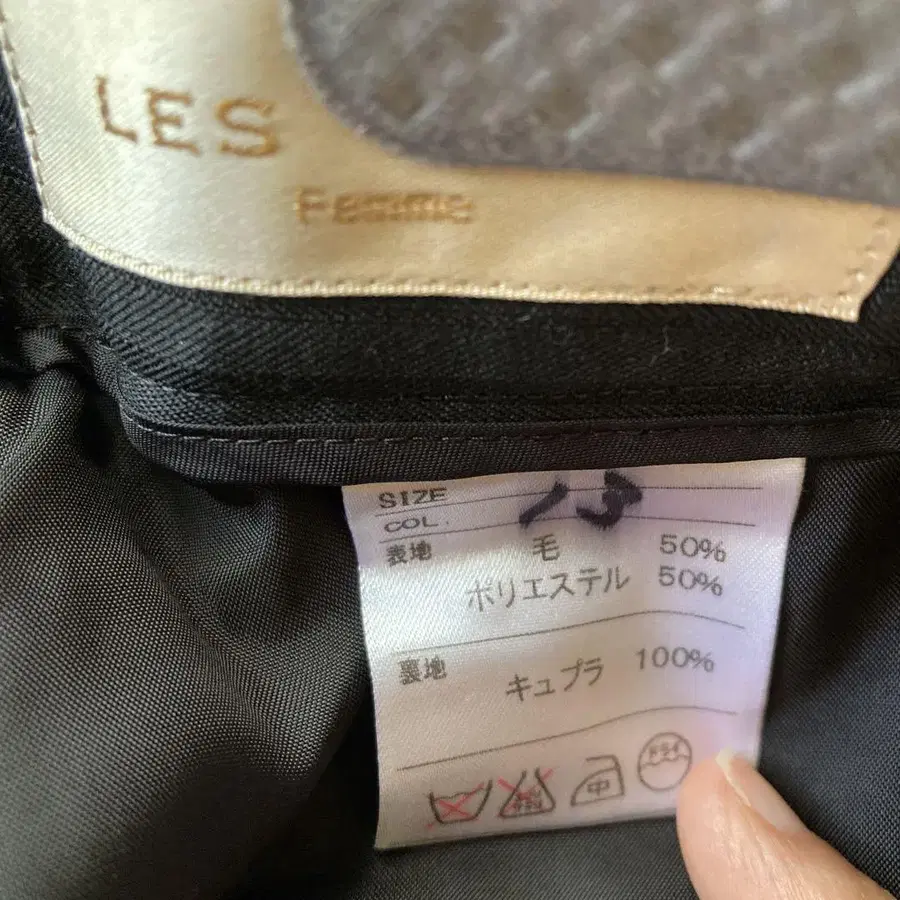 LES
Femme
SIZE 13
COL.
表地 毛 50%
ポリエステル 50%
裏地 キュプラ 100%
中 ドライ